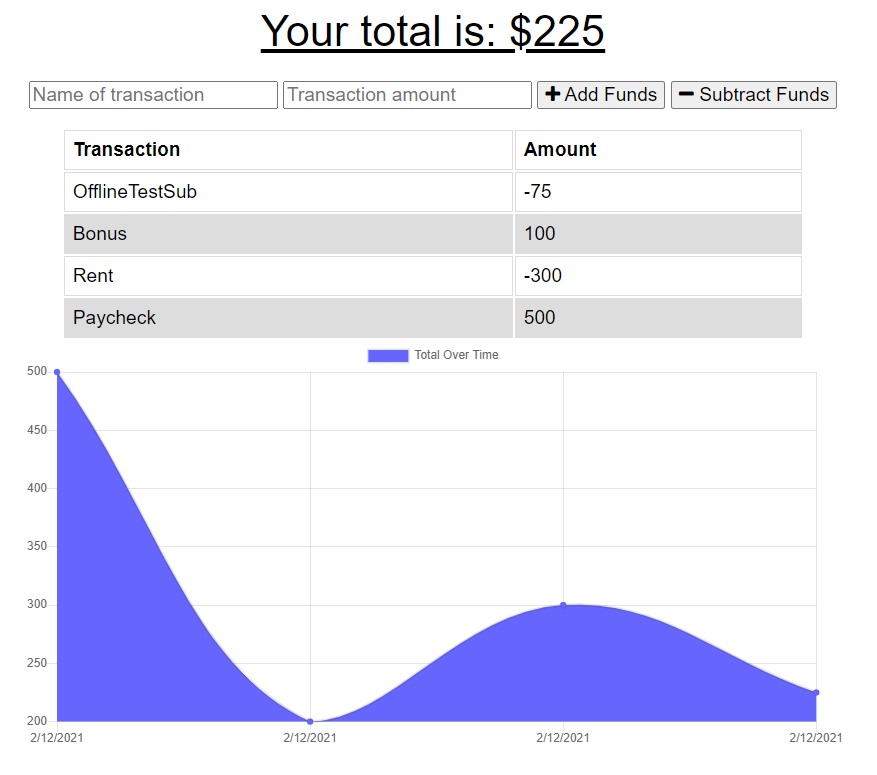 Your total is: $225
Name of transaction Transaction amount Add Funds Subtract Funds
Transaction Amount
OfflineTestSub -75
Bonus 100
Rent -300
Paycheck 500
Total Over Time
500
450
400
350
300
250
200
2/12/2021 2/12/2021 2/12/2021 2/12/2021